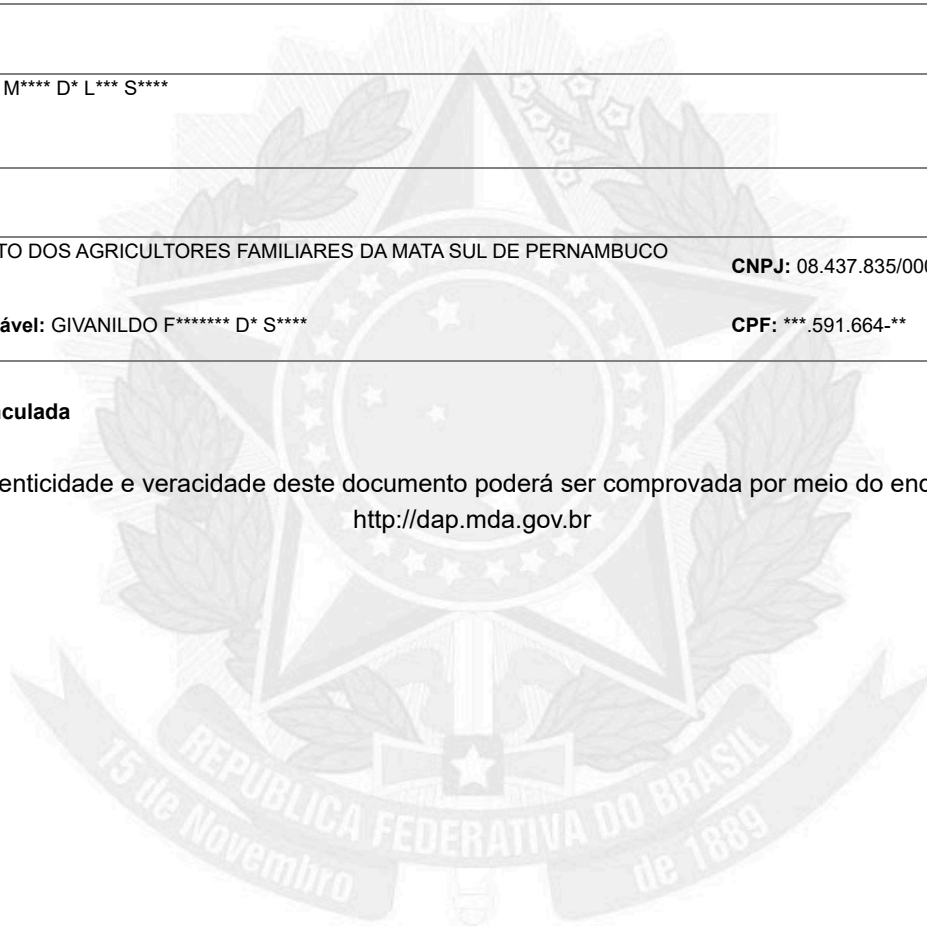 M**** D* L*** S****
TO DOS AGRICULTORES FAMILIARES DA MATA SUL DE PERNAMBUCO
CNPJ: 08.437.835/000
ável: GIVANILDO F******* D* S****
CPF: ***.591.664-**
culada
enticidade e veracidade deste documento poderá ser comprovada por meio do end
http://dap.mda.gov.br
REPÚBLICA FEDERATIVA DO BRASIL
15 de Novembro
de 1889